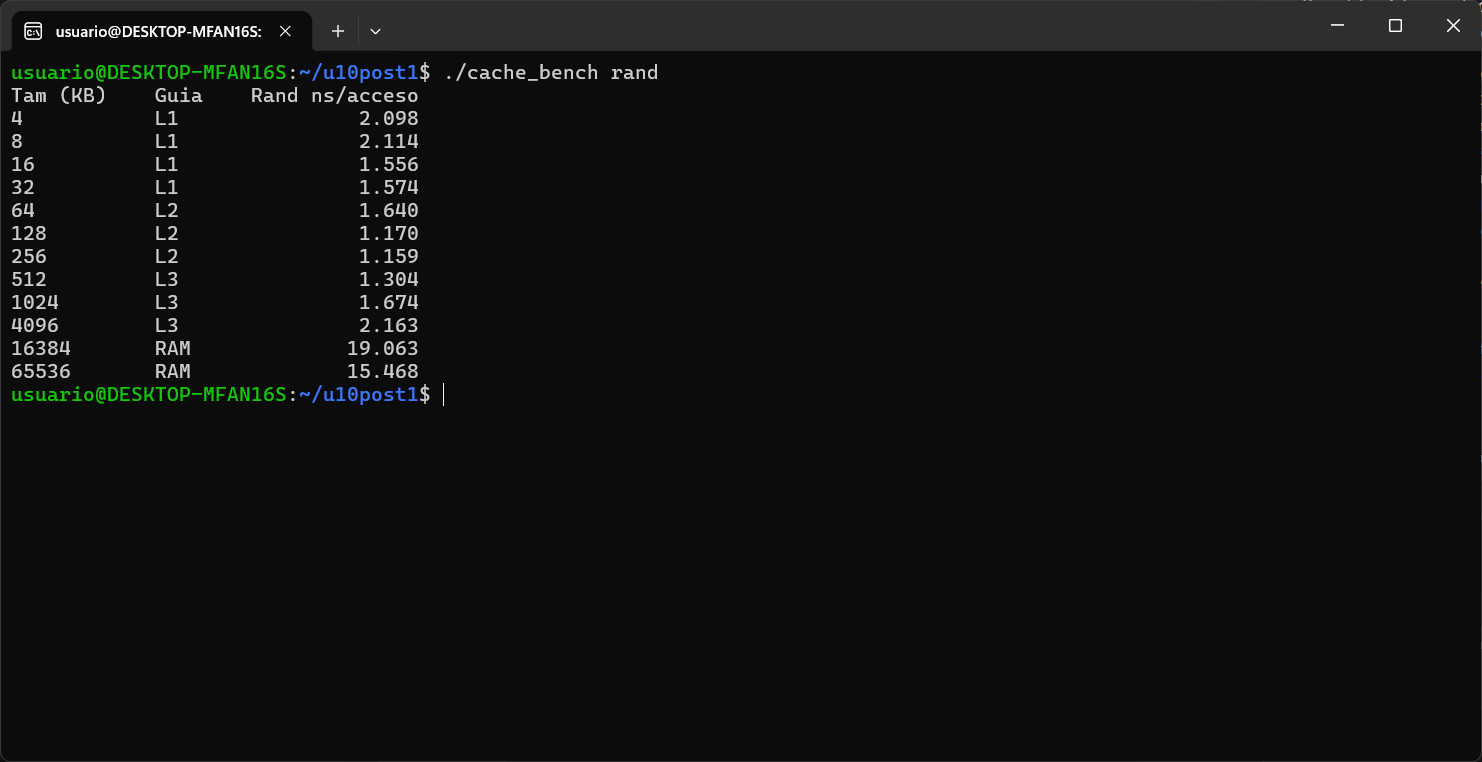 usuario@DESKTOP-MFAN16S:
usuario@DESKTOP-MFAN16S:~/u10post1$ ./cache_bench rand
Tam (KB)    Guia    Rand ns/acceso
4           L1               2.098
8           L1               2.114
16          L1               1.556
32          L1               1.574
64          L2               1.640
128         L2               1.170
256         L2               1.159
512         L3               1.304
1024        L3               1.674
4096        L3               2.163
16384       RAM             19.063
65536       RAM             15.468
usuario@DESKTOP-MFAN16S:~/u10post1$